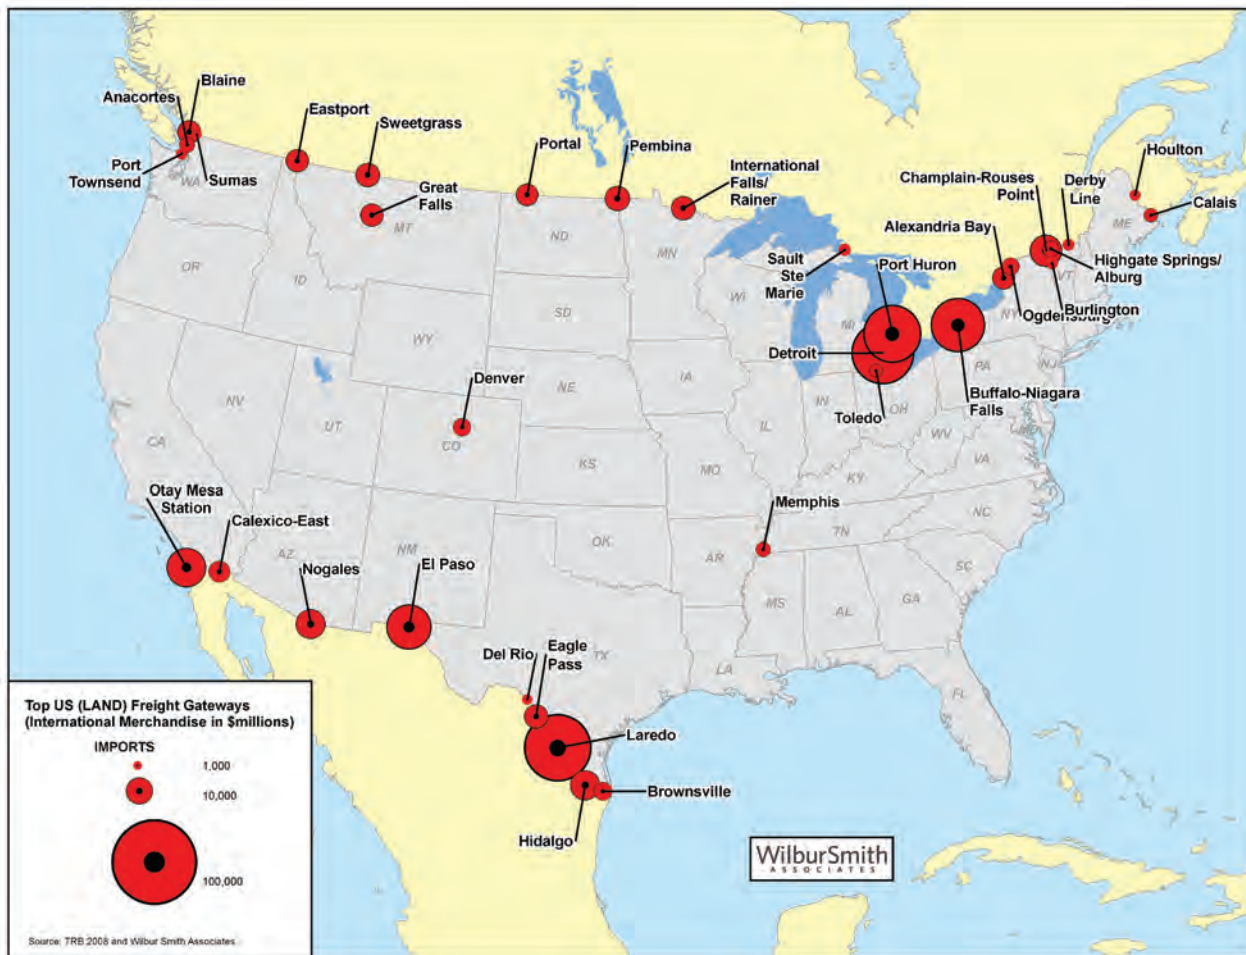 Blaine
Anacortes
Eastport
Sweetgrass
Port
Townsend
WA
Sumas
Great
Falls
MT
Portal
Pembina
International
Falls/
Rainer
Houlton
Champlain-Rouses
Point
Derby
Line
Calais
ME
Alexandria Bay
Highgate Springs/
Alburg
VT
Burlington
Ogdensburg
NY
Sault
Ste
Marie
Port Huron
OR
ID
ND
MN
SD
WI
MI
WY
Detroit
Toledo
Buffalo-Niagara
Falls
PA
NJ
OH
IN
IL
IA
NE
NV
UT
Denver
CO
CA
KS
MO
KY
WV
VA
MD
Otay Mesa
Station
Calexico-East
AZ
NM
Nogales
El Paso
OK
AR
Memphis
TN
NC
SC
MS
AL
GA
LA
FL
TX
Del Rio
Eagle
Pass
Laredo
Brownsville
Hidalgo
Top US (LAND) Freight Gateways
(International Merchandise in $millions)
IMPORTS
1,000
10,000
100,000
Source: TRB 2008 and Wilbur Smith Associates
WilburSmith
ASSOCIATES